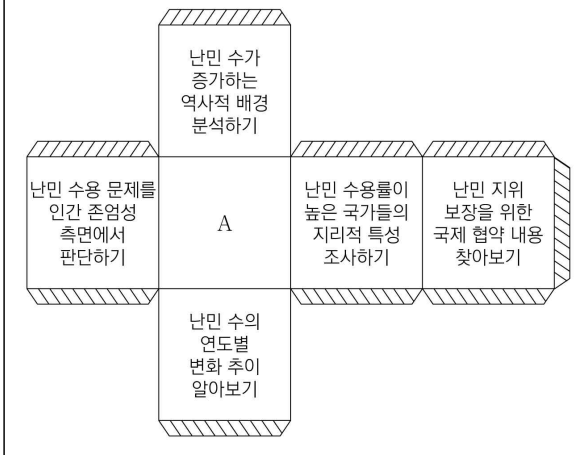 난민 수가
증가하는
역사적 배경
분석하기
난민 수용 문제를
인간 존엄성
측면에서
판단하기
A
난민 수용률이
높은 국가들의
지리적 특성
조사하기
난민 지위
보장을 위한
국제 협약 내용
찾아보기
난민 수의
연도별
변화 추이
알아보기